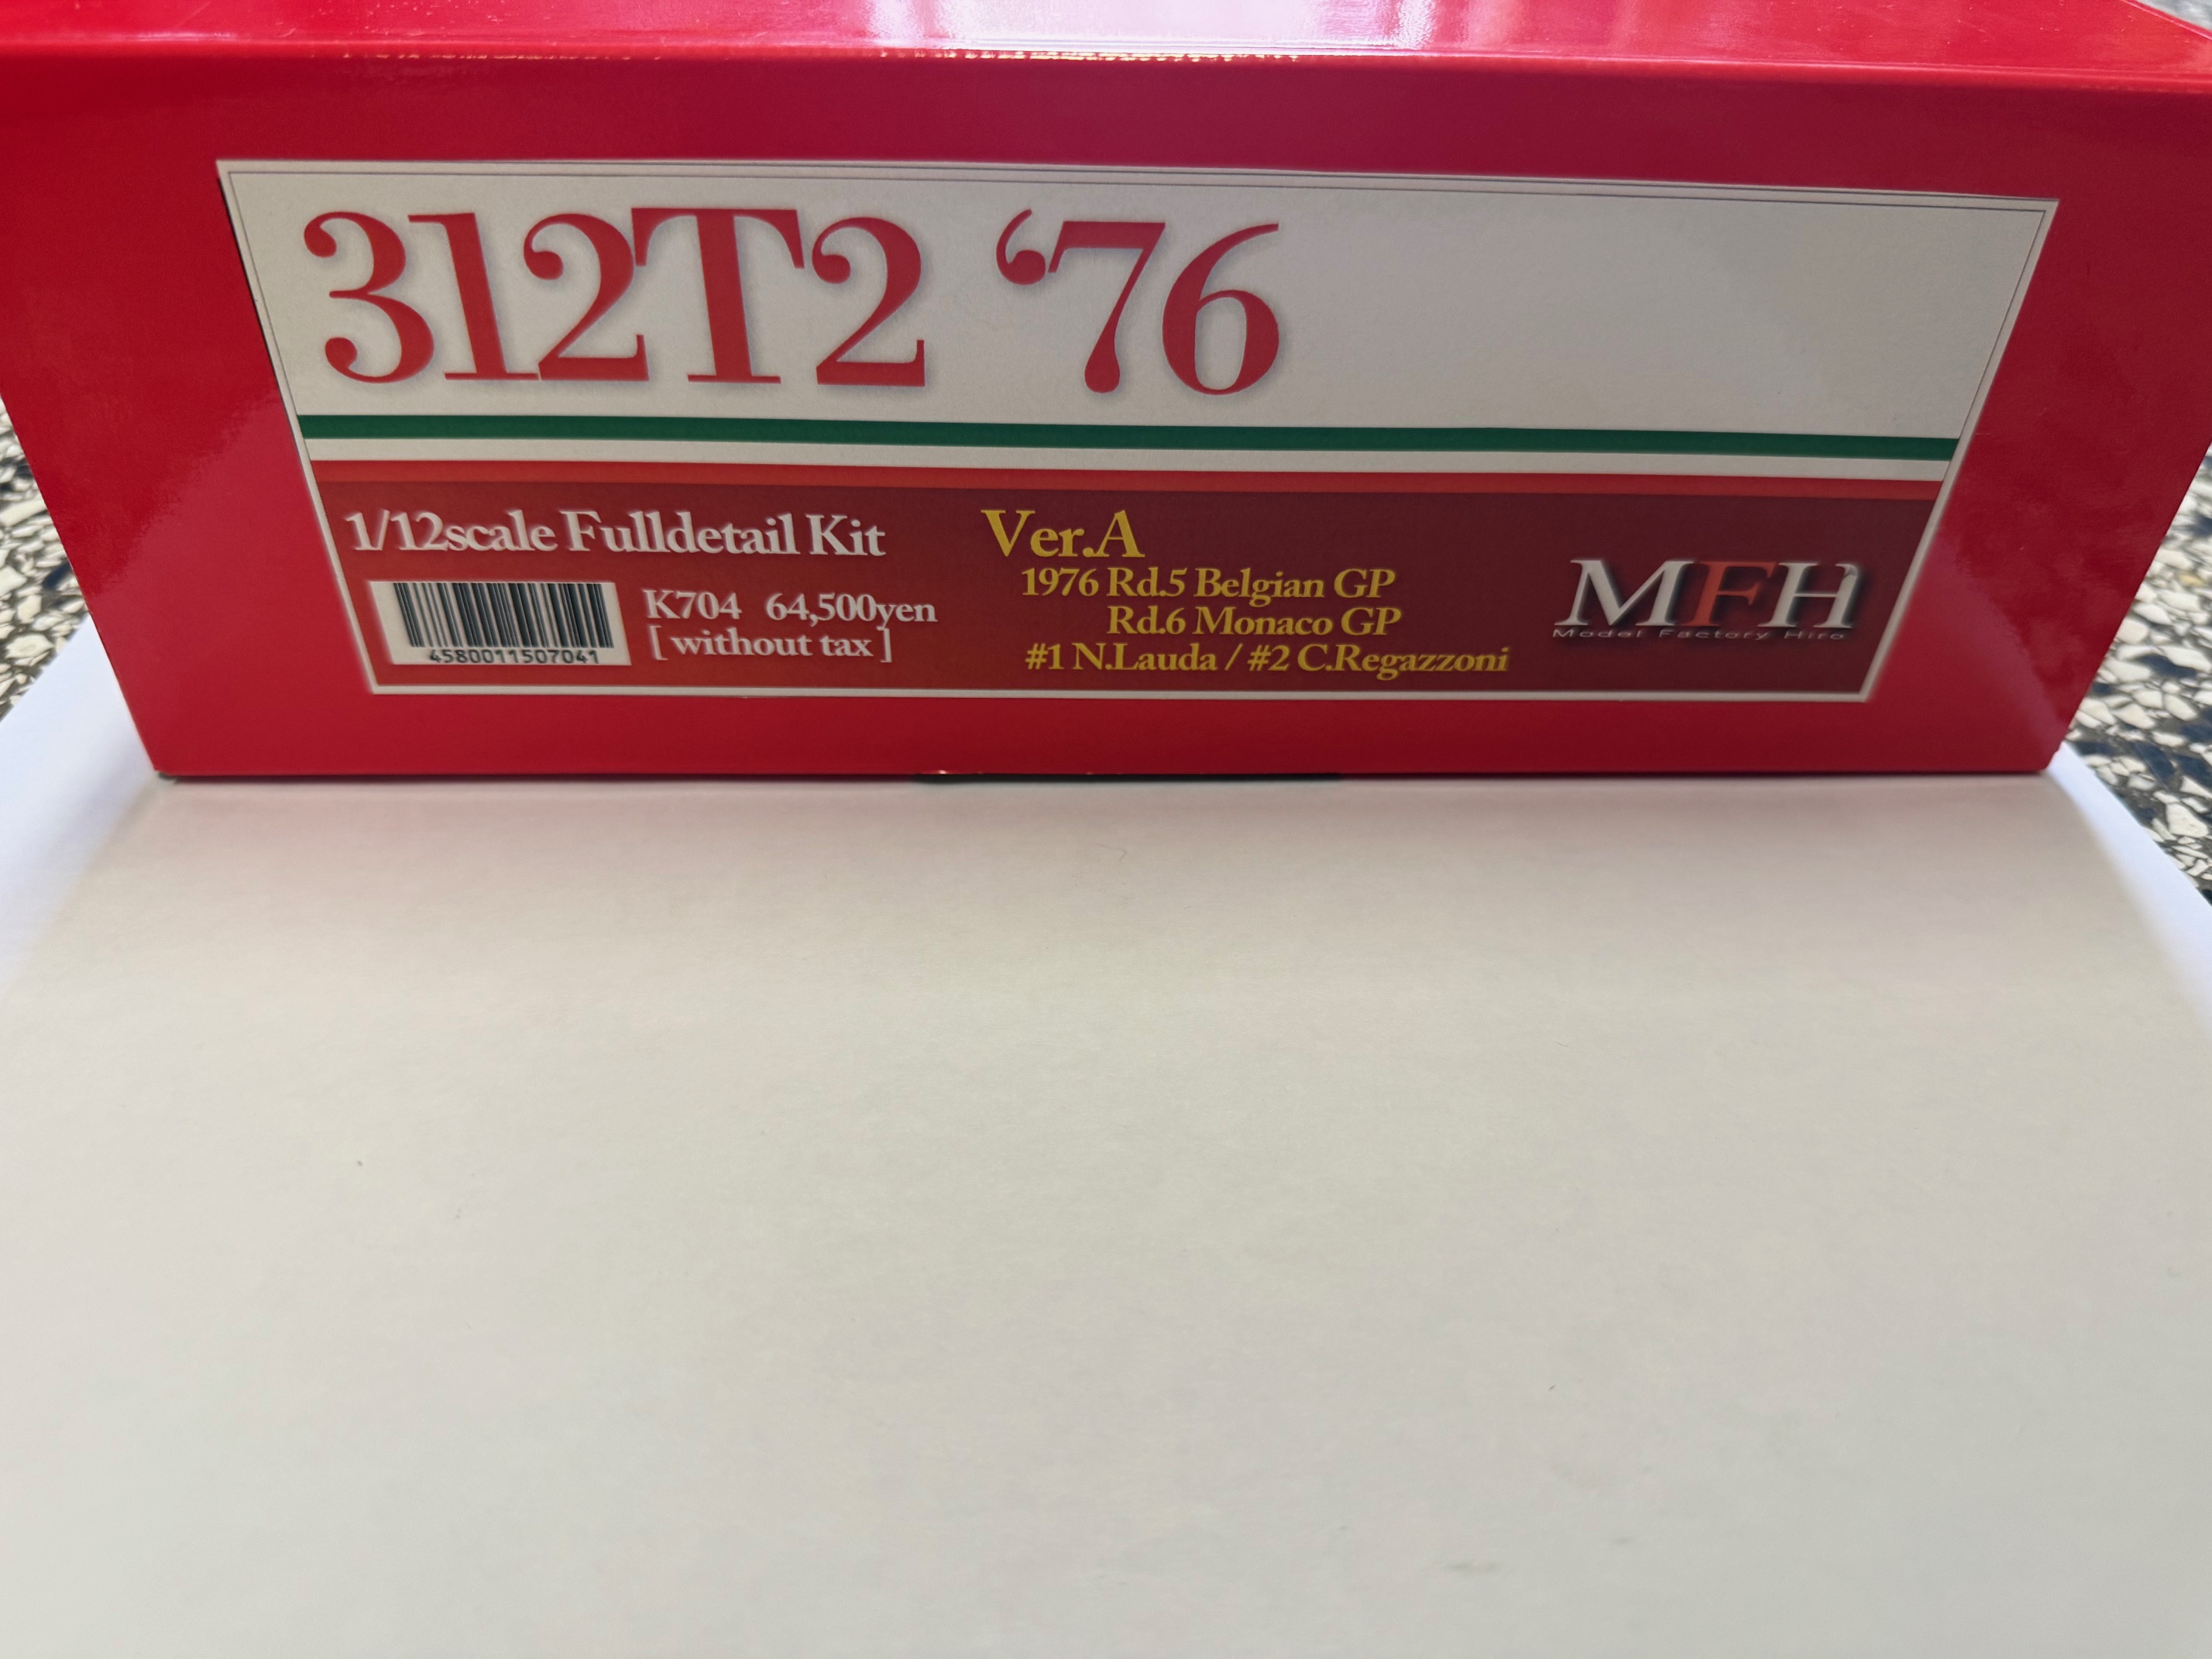 312T2 ‘76
1/12scale Fulldetail Kit
4580011507041
K704 64,500yen
[ without tax ]
Ver.A
1976 Rd.5 Belgian GP
Rd.6 Monaco GP
#1 N.Lauda / #2 C.Regazzoni
MFH
Model Factory Hiro